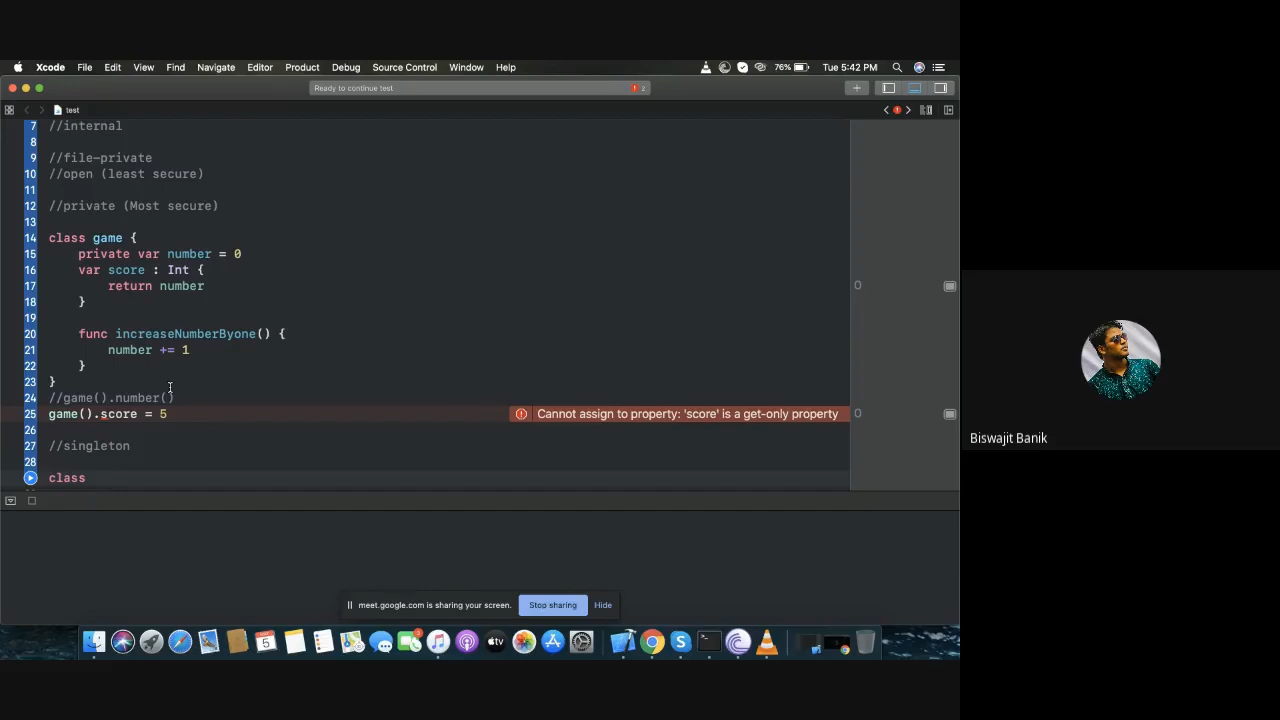 Xcode File Edit View Find Navigate Editor Product Debug Source Control Window Help 76% Tue 5:42 PM
Ready to continue test 2
test
7 //internal
8
9 //file-private
10 //open (least secure)
11
12 //private (Most secure)
13
14 class game {
15 private var number = 0
16 var score : Int {
17 return number 0
18 }
19
20 func increaseNumberByone() {
21 number += 1
22 }
23 }
24 //game().number()
25 game().score = 5 Cannot assign to property: 'score' is a get-only property 0
26
27 //singleton
28
class
meet.google.com is sharing your screen. Stop sharing Hide
Biswajit Banik